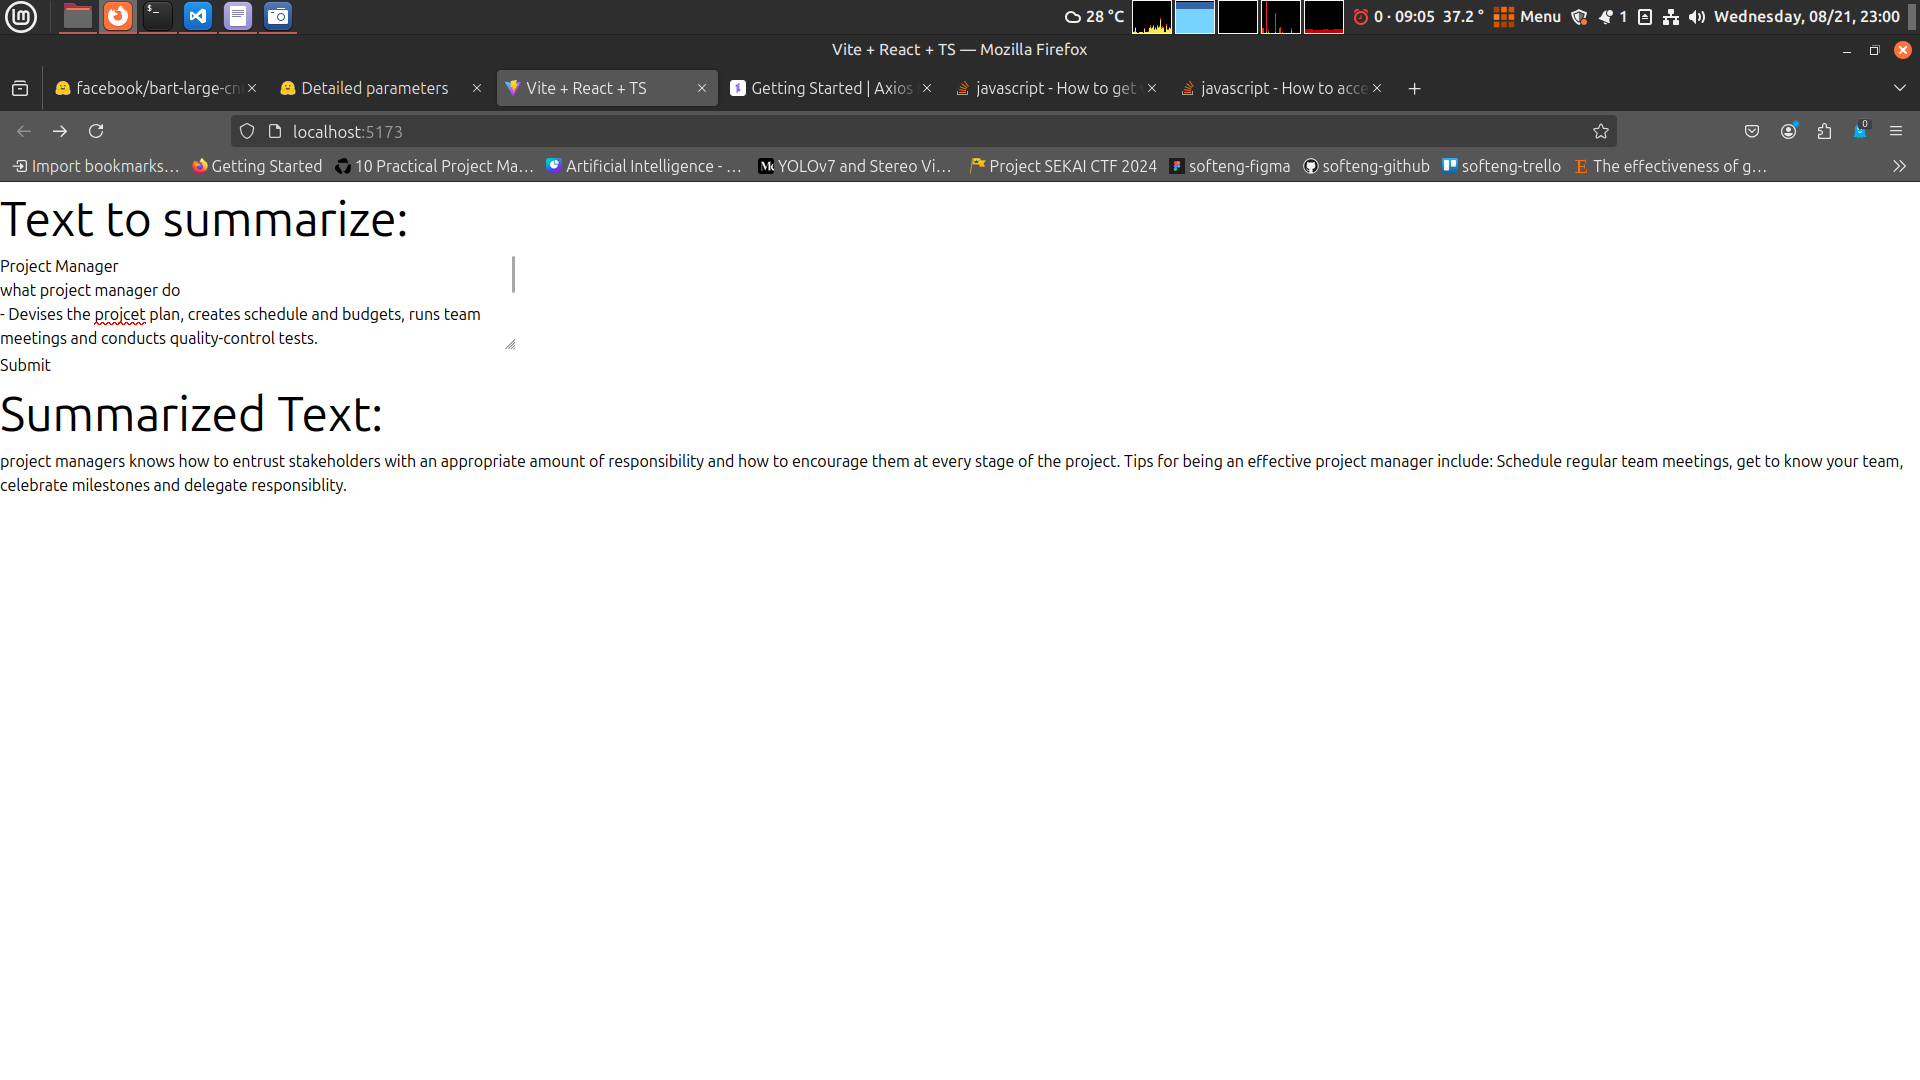 28 °C
0 · 09:05 37.2 °
Menu
1
Wednesday, 08/21, 23:00
Vite + React + TS — Mozilla Firefox
facebook/bart-large-cn
Detailed parameters
Vite + React + TS
Getting Started | Axios
javascript - How to get
javascript - How to acce
localhost:5173
0
Import bookmarks...
Getting Started
10 Practical Project Ma...
Artificial Intelligence - ...
YOLOv7 and Stereo Vi...
Project SEKAI CTF 2024
softeng-figma
softeng-github
softeng-trello
The effectiveness of g...
Text to summarize:
Project Manager
what project manager do
- Devises the projcet plan, creates schedule and budgets, runs team
meetings and conducts quality-control tests.
Submit
Summarized Text:
project managers knows how to entrust stakeholders with an appropriate amount of responsibility and how to encourage them at every stage of the project. Tips for being an effective project manager include: Schedule regular team meetings, get to know your team,
celebrate milestones and delegate responsiblity.